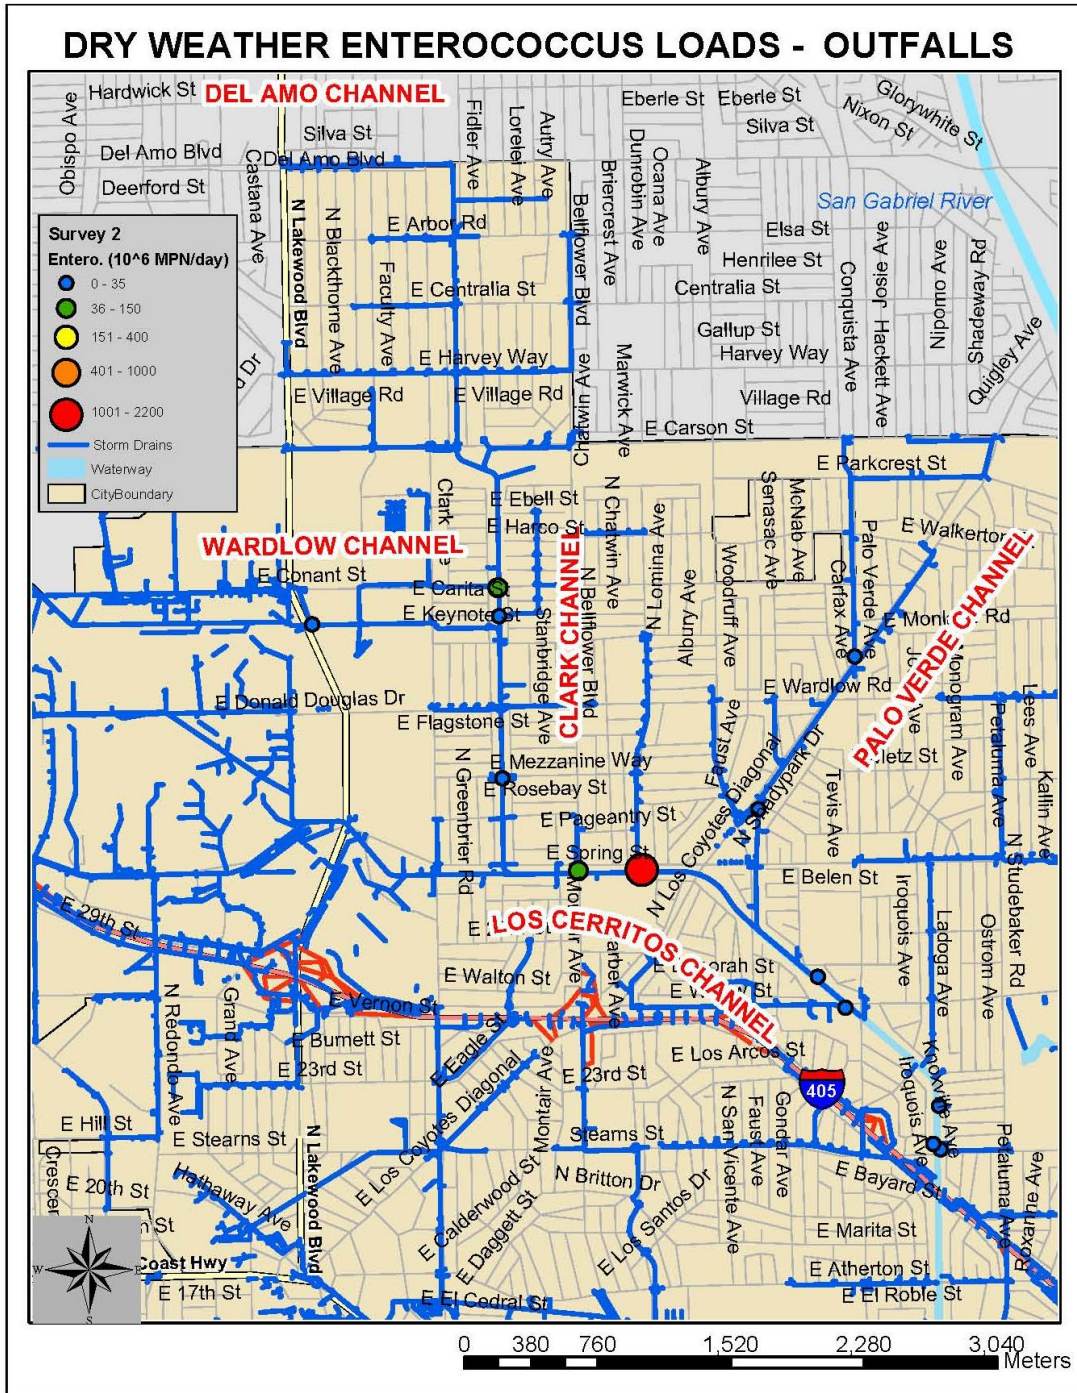 DRY WEATHER ENTEROCOCCUS LOADS - OUTFALLS
Hardwick St
DEL AMO CHANNEL
Eberle St
Eberle St
Glorywhite St
Nixon St
Obispo Ave
Silva St
Fidler Ave
Lorelei Ave
Autry Ave
Silva St
Del Amo Blvd
Del Amo Blvd
Castana Ave
Deerford St
Dunrobin Ave
Ocana Ave
Briercrest Ave
Albury Ave
San Gabriel River
N Lakewood Blvd
N Blackthorne Ave
E Arbor Rd
Bellflower Blvd
Elsa St
Josie Ave
Nipomo Ave
Shadeway Rd
Survey 2
Entero. (10^6 MPN/day)
0 - 35
36 - 150
151 - 400
401 - 1000
1001 - 2200
Storm Drains
Waterway
CityBoundary
Henrilee St
Faculty Ave
E Centralia St
Centralia St
Conquista Ave
Hackett Ave
Gallup St
Harvey Way
Quigley Ave
E Harvey Way
Chatwin Ave
Marwick Ave
E Village Rd
E Village Rd
Village Rd
E Carson St
E Parkcrest St
Clark
E Ebell St
N Chatwin Ave
Senasac Ave
McNab Ave
E Harco St
N Lomina Ave
E Walkerton
WARDLOW CHANNEL
CLARK CHANNEL
PALO VERDE CHANNEL
E Conant St
E Carita St
E Keynote St
Stanbridge Ave
N Bellflower Blvd
Albury Ave
Woodruff Ave
Carfax Ave
Palo Verde Ave
Rd
Monogram Ave
E Wardlow Rd
Ave
E Donald Douglas Dr
E Flagstone St
Lees Ave
Petaluma Ave
Faust Ave
E Mezzanine Way
N Greenbrier Rd
E Rosebay St
N Los Coyotes Diagonal
N Shadypark Dr
Tevis Ave
Kallin Ave
E Pageantry St
E Spring St
E Belen St
N Studebaker Rd
E 29th St
LOS CERRITOS CHANNEL
Iroquois Ave
Ladoga Ave
Ostrom Ave
E Walton St
N Redondo Ave
Grand Ave
E Vernon St
E Burnett St
E Eagle St
E Los Arcos St
E 23rd St
Montair Ave
E 23rd St
405
Knoxville Ave
Iroquois Ave
E Hill St
E Stearns St
N Lakewood Blvd
E Los Coyotes Diagonal
Stearns St
N San Vicente Ave
Faust Ave
Gondar Ave
Petaluma Ave
Roxanne Ave
E 20th St
Hathaway Ave
E Calderwood St
E Daggett St
N Britton Dr
E Los Santos Dr
E Bayard St
E Marita St
N
W
E
S
Coast Hwy
E 17th St
E Atherton St
E El Cedral St
E El Roble St
0 380 760 1,520 2,280 3,040
Meters